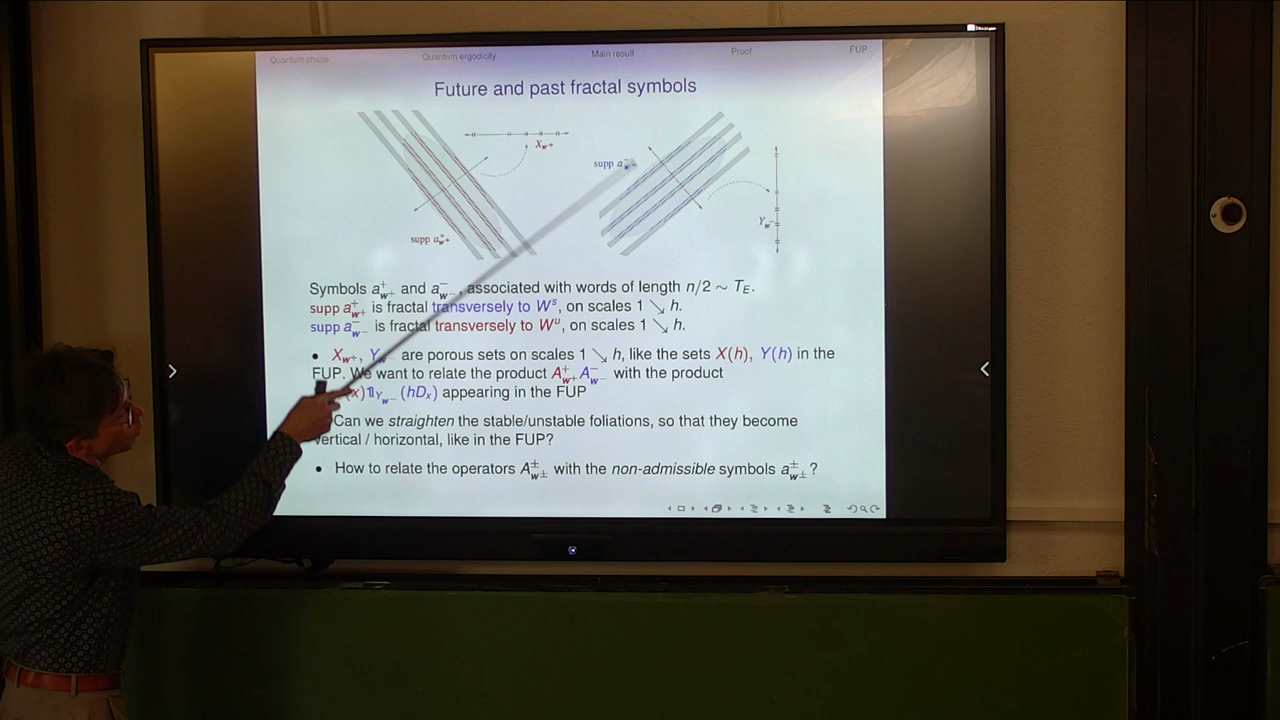 Quantum chaos Quantum ergodicity Main result Proof FUP
Future and past fractal symbols
X_{w+}
supp a^-_{w-}
Y_{w-}
supp a^+_{w+}
Symbols a^+_{w+} and a^-_{w-}, associated with words of length n/2 ∼ T_E.
supp a^+_{w+} is fractal transversely to W^s, on scales 1 ↘ h.
supp a^-_{w-} is fractal transversely to W^u, on scales 1 ↘ h.
• X_{w+}, Y are porous sets on scales 1 ↘ h, like the sets X(h), Y(h) in the
FUP. We want to relate the product A^+_{w+} A^-_{w-} with the product
(x)𝟙_{Y_{w-}}(hD_x) appearing in the FUP
Can we straighten the stable/unstable foliations, so that they become
vertical / horizontal, like in the FUP?
• How to relate the operators A^±_{w±} with the non-admissible symbols a^±_{w±}?